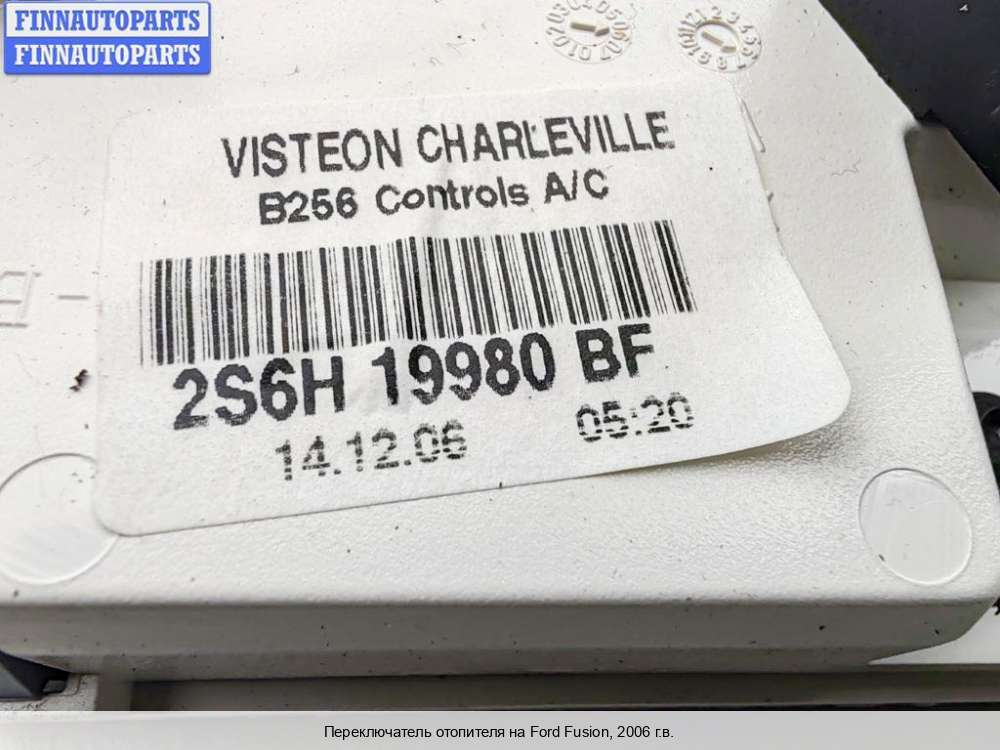 FINNAUTOPARTS
FINNAUTOPARTS
VISTEON CHARLEVILLE
B256 Controls A/C
2S6H 19980 BF
14.12.06 05:20
Переключатель отопителя на Ford Fusion, 2006 г.в.